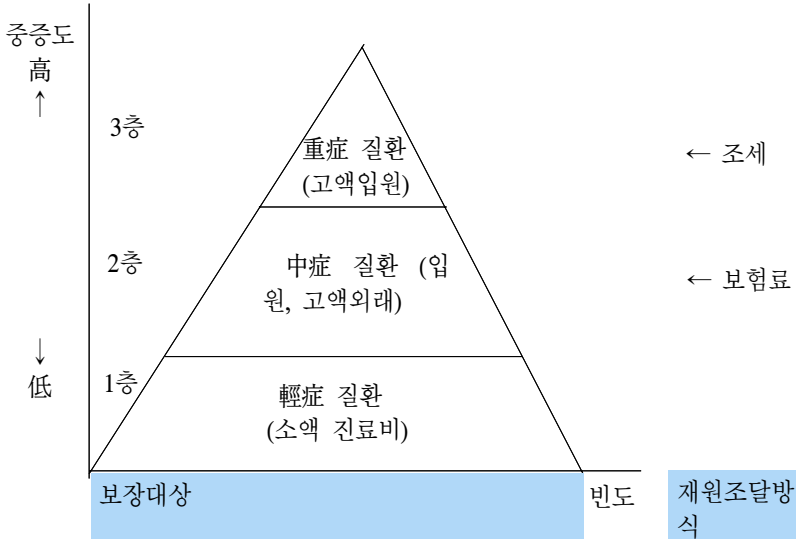 중증도
高
↑
3층
重症 질환
(고액입원)
← 조세
2층
中症 질환 (입
원, 고액외래)
← 보험료
↓
低
1층
輕症 질환
(소액 진료비)
보장대상
빈도
재원조달방
식